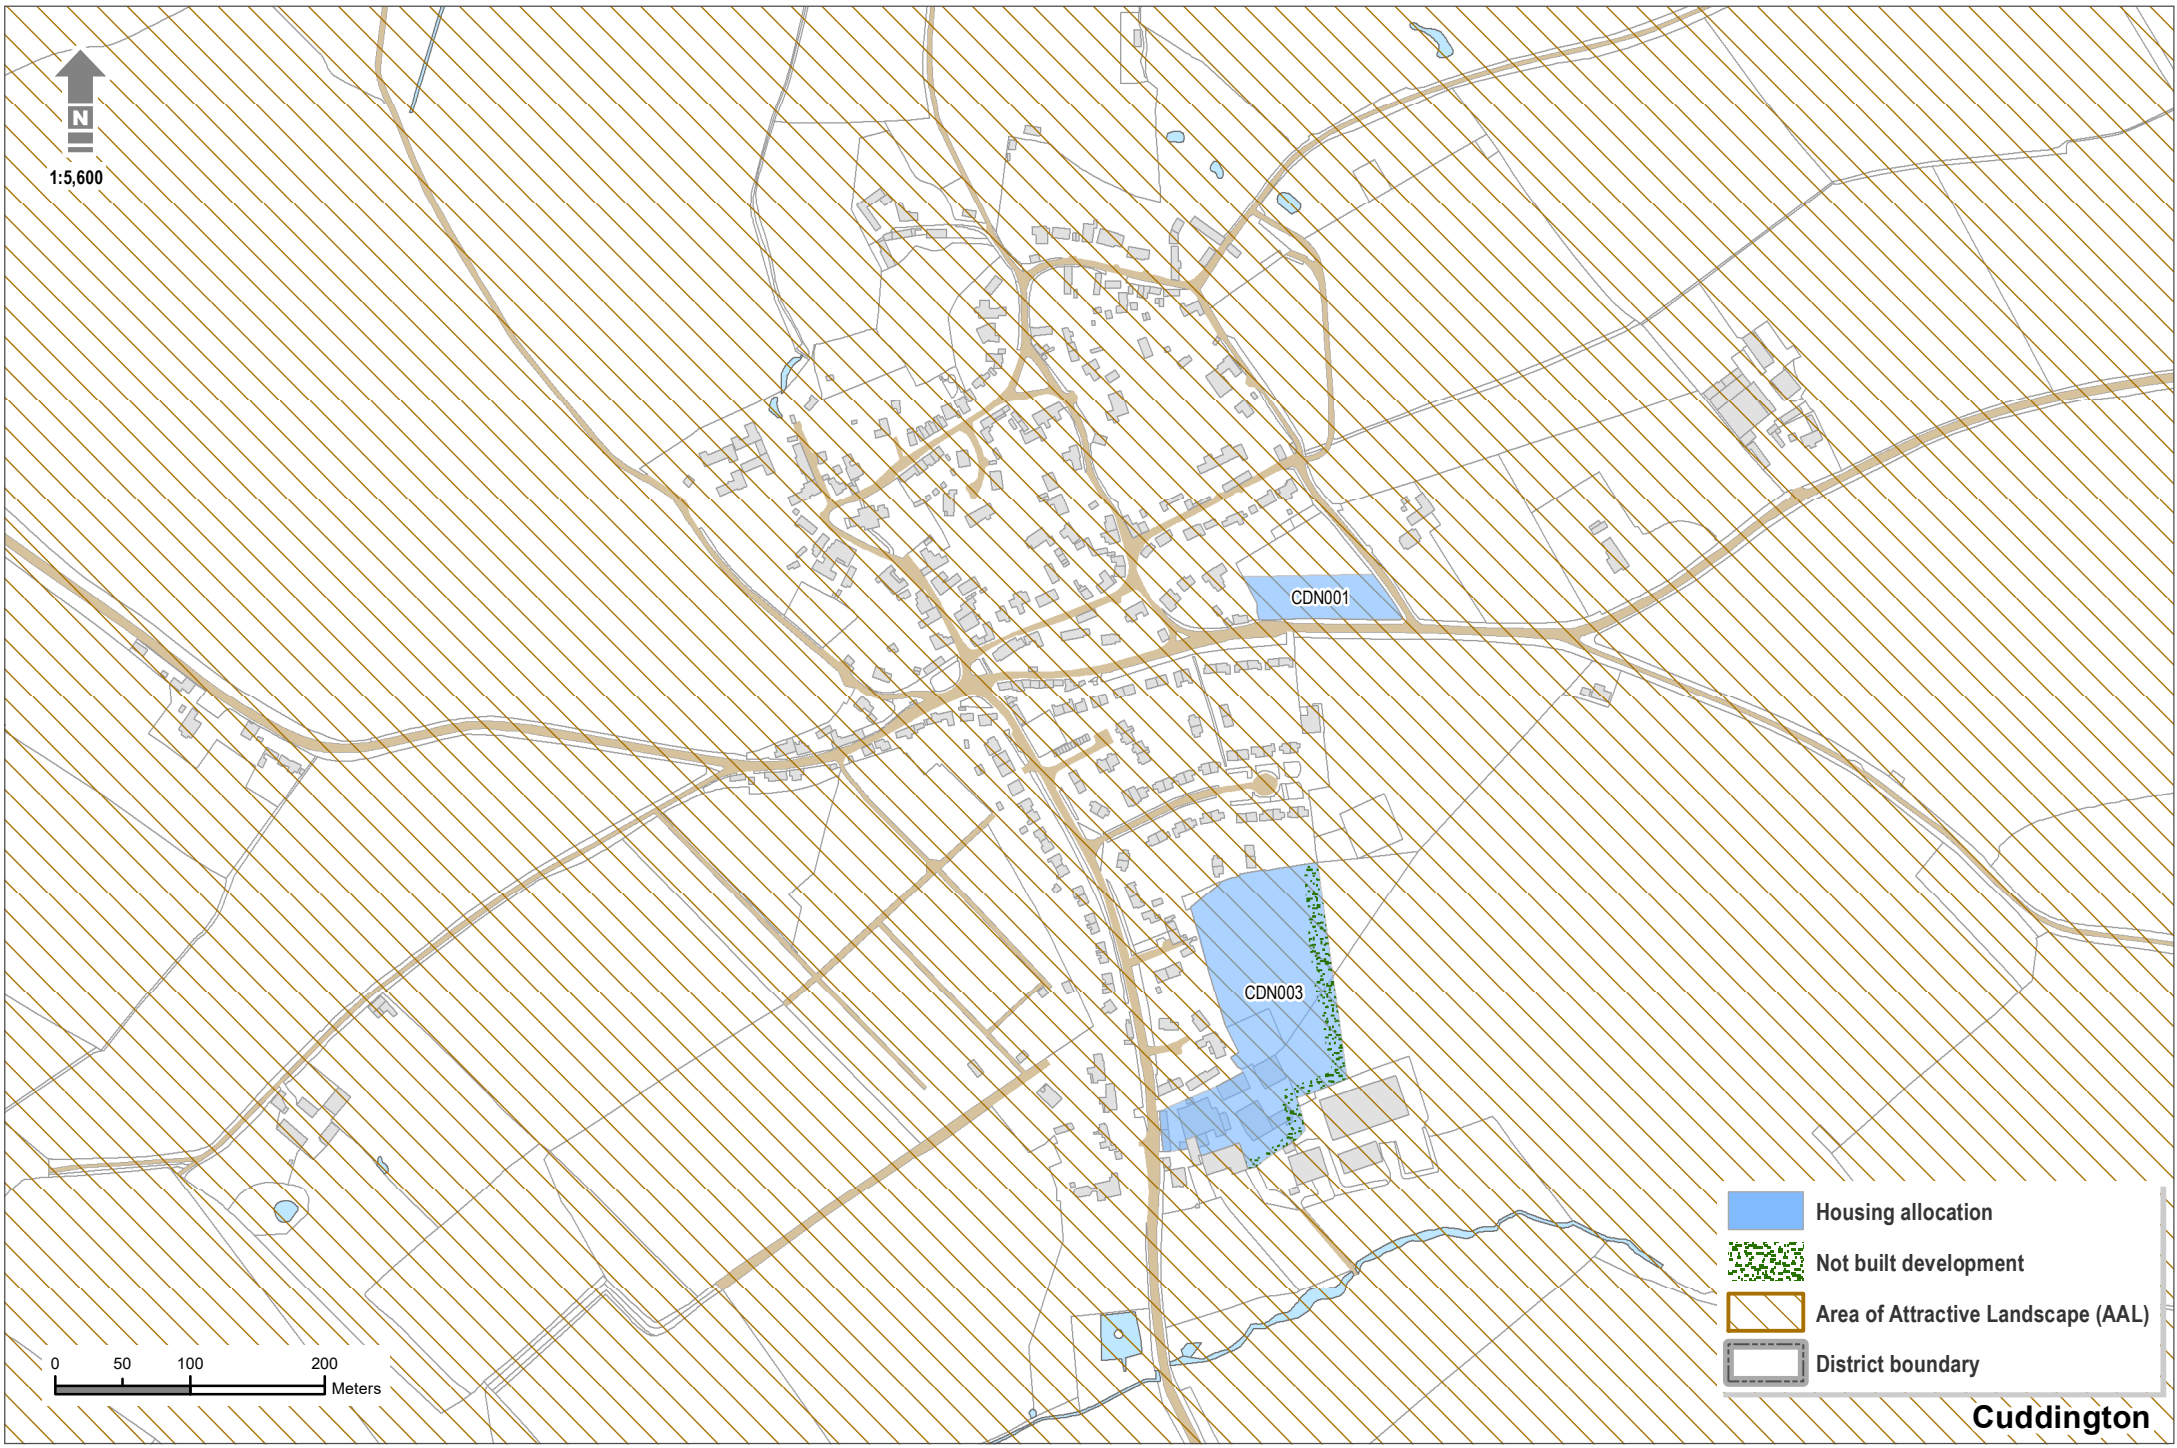 N
1:5,600
CDN001
CDN003
Housing allocation
Not built development
Area of Attractive Landscape (AAL)
District boundary
0 50 100 200
Meters
Cuddington